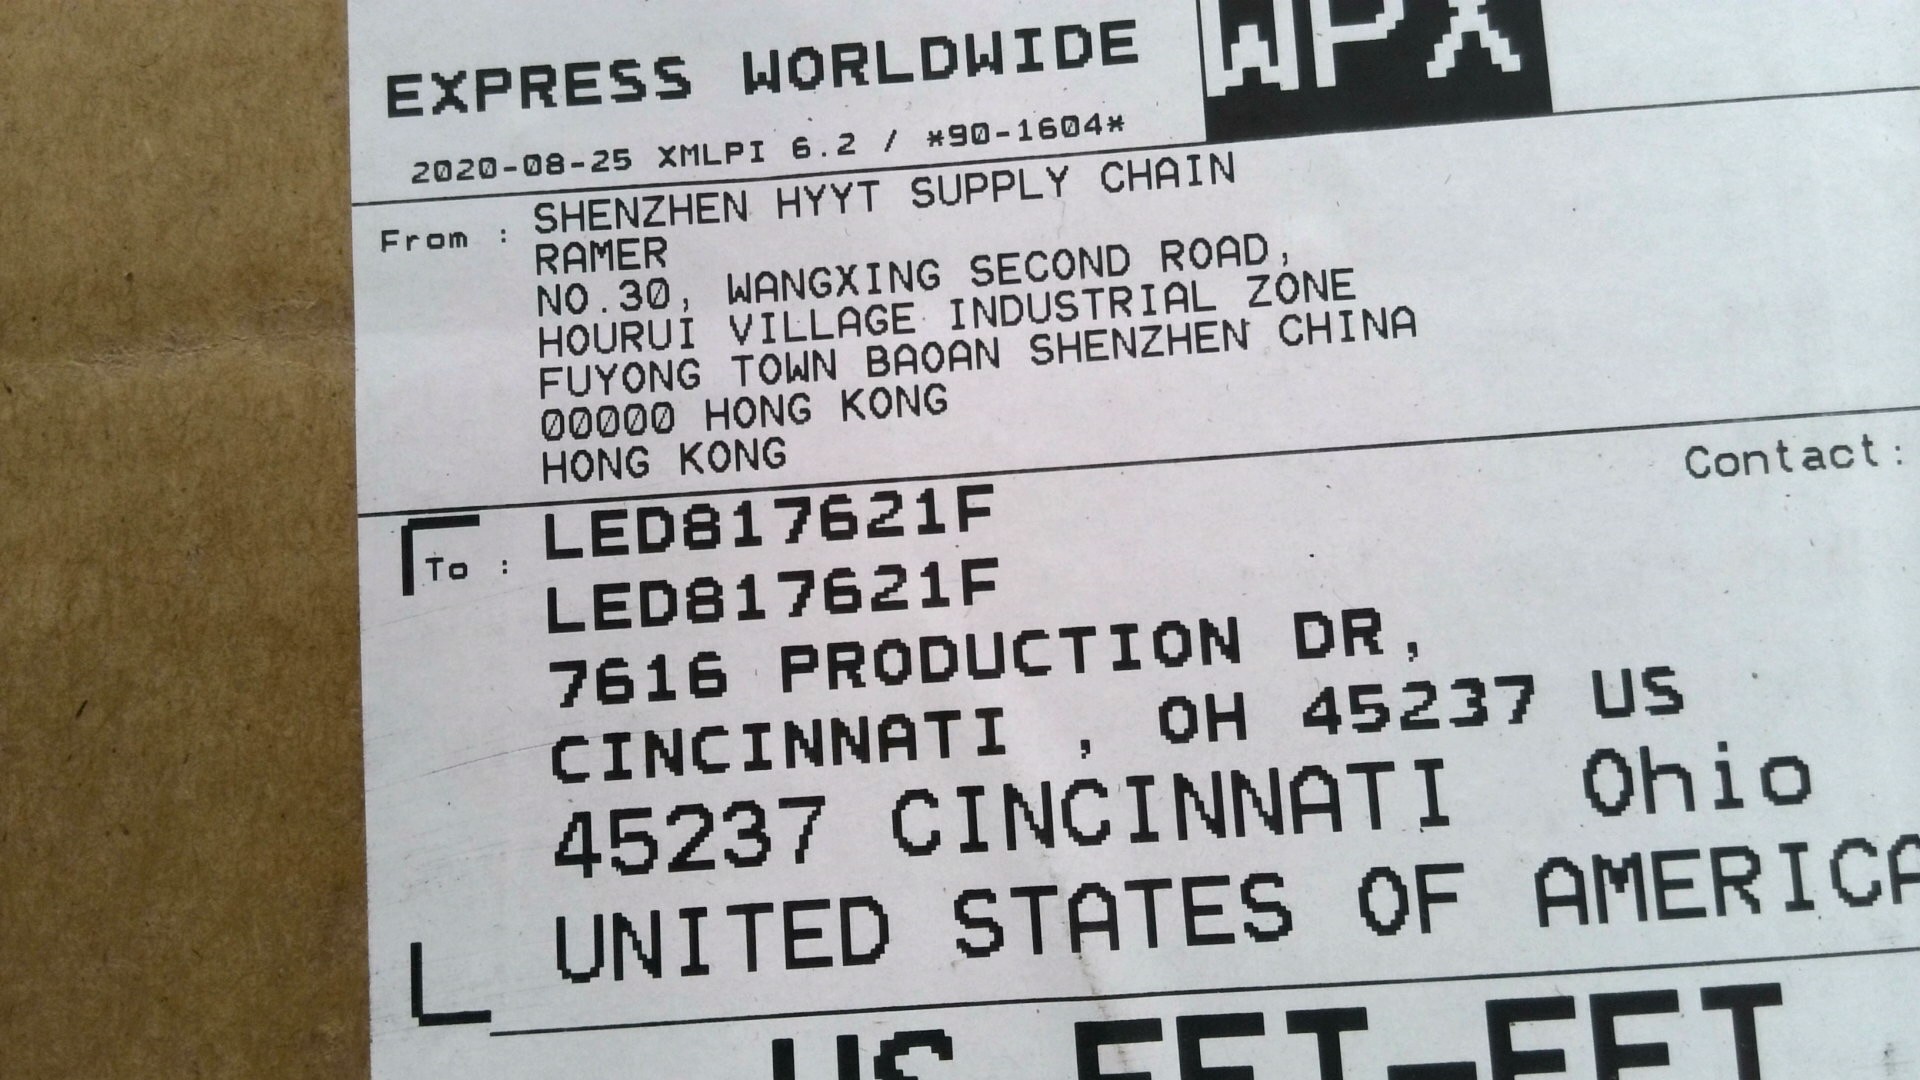 EXPRESS WORLDWIDE
WPX
2020-08-25 XMLPI 6.2 / *90-1604*
From : SHENZHEN HYYT SUPPLY CHAIN
RAMER
NO.30, WANGXING SECOND ROAD,
HOURUI VILLAGE INDUSTRIAL ZONE
FUYONG TOWN BAOAN SHENZHEN CHINA
00000 HONG KONG
HONG KONG
Contact:
To : LED817621F
LED817621F
7616 PRODUCTION DR,
CINCINNATI , OH 45237 US
45237 CINCINNATI Ohio
UNITED STATES OF AMERICA
US